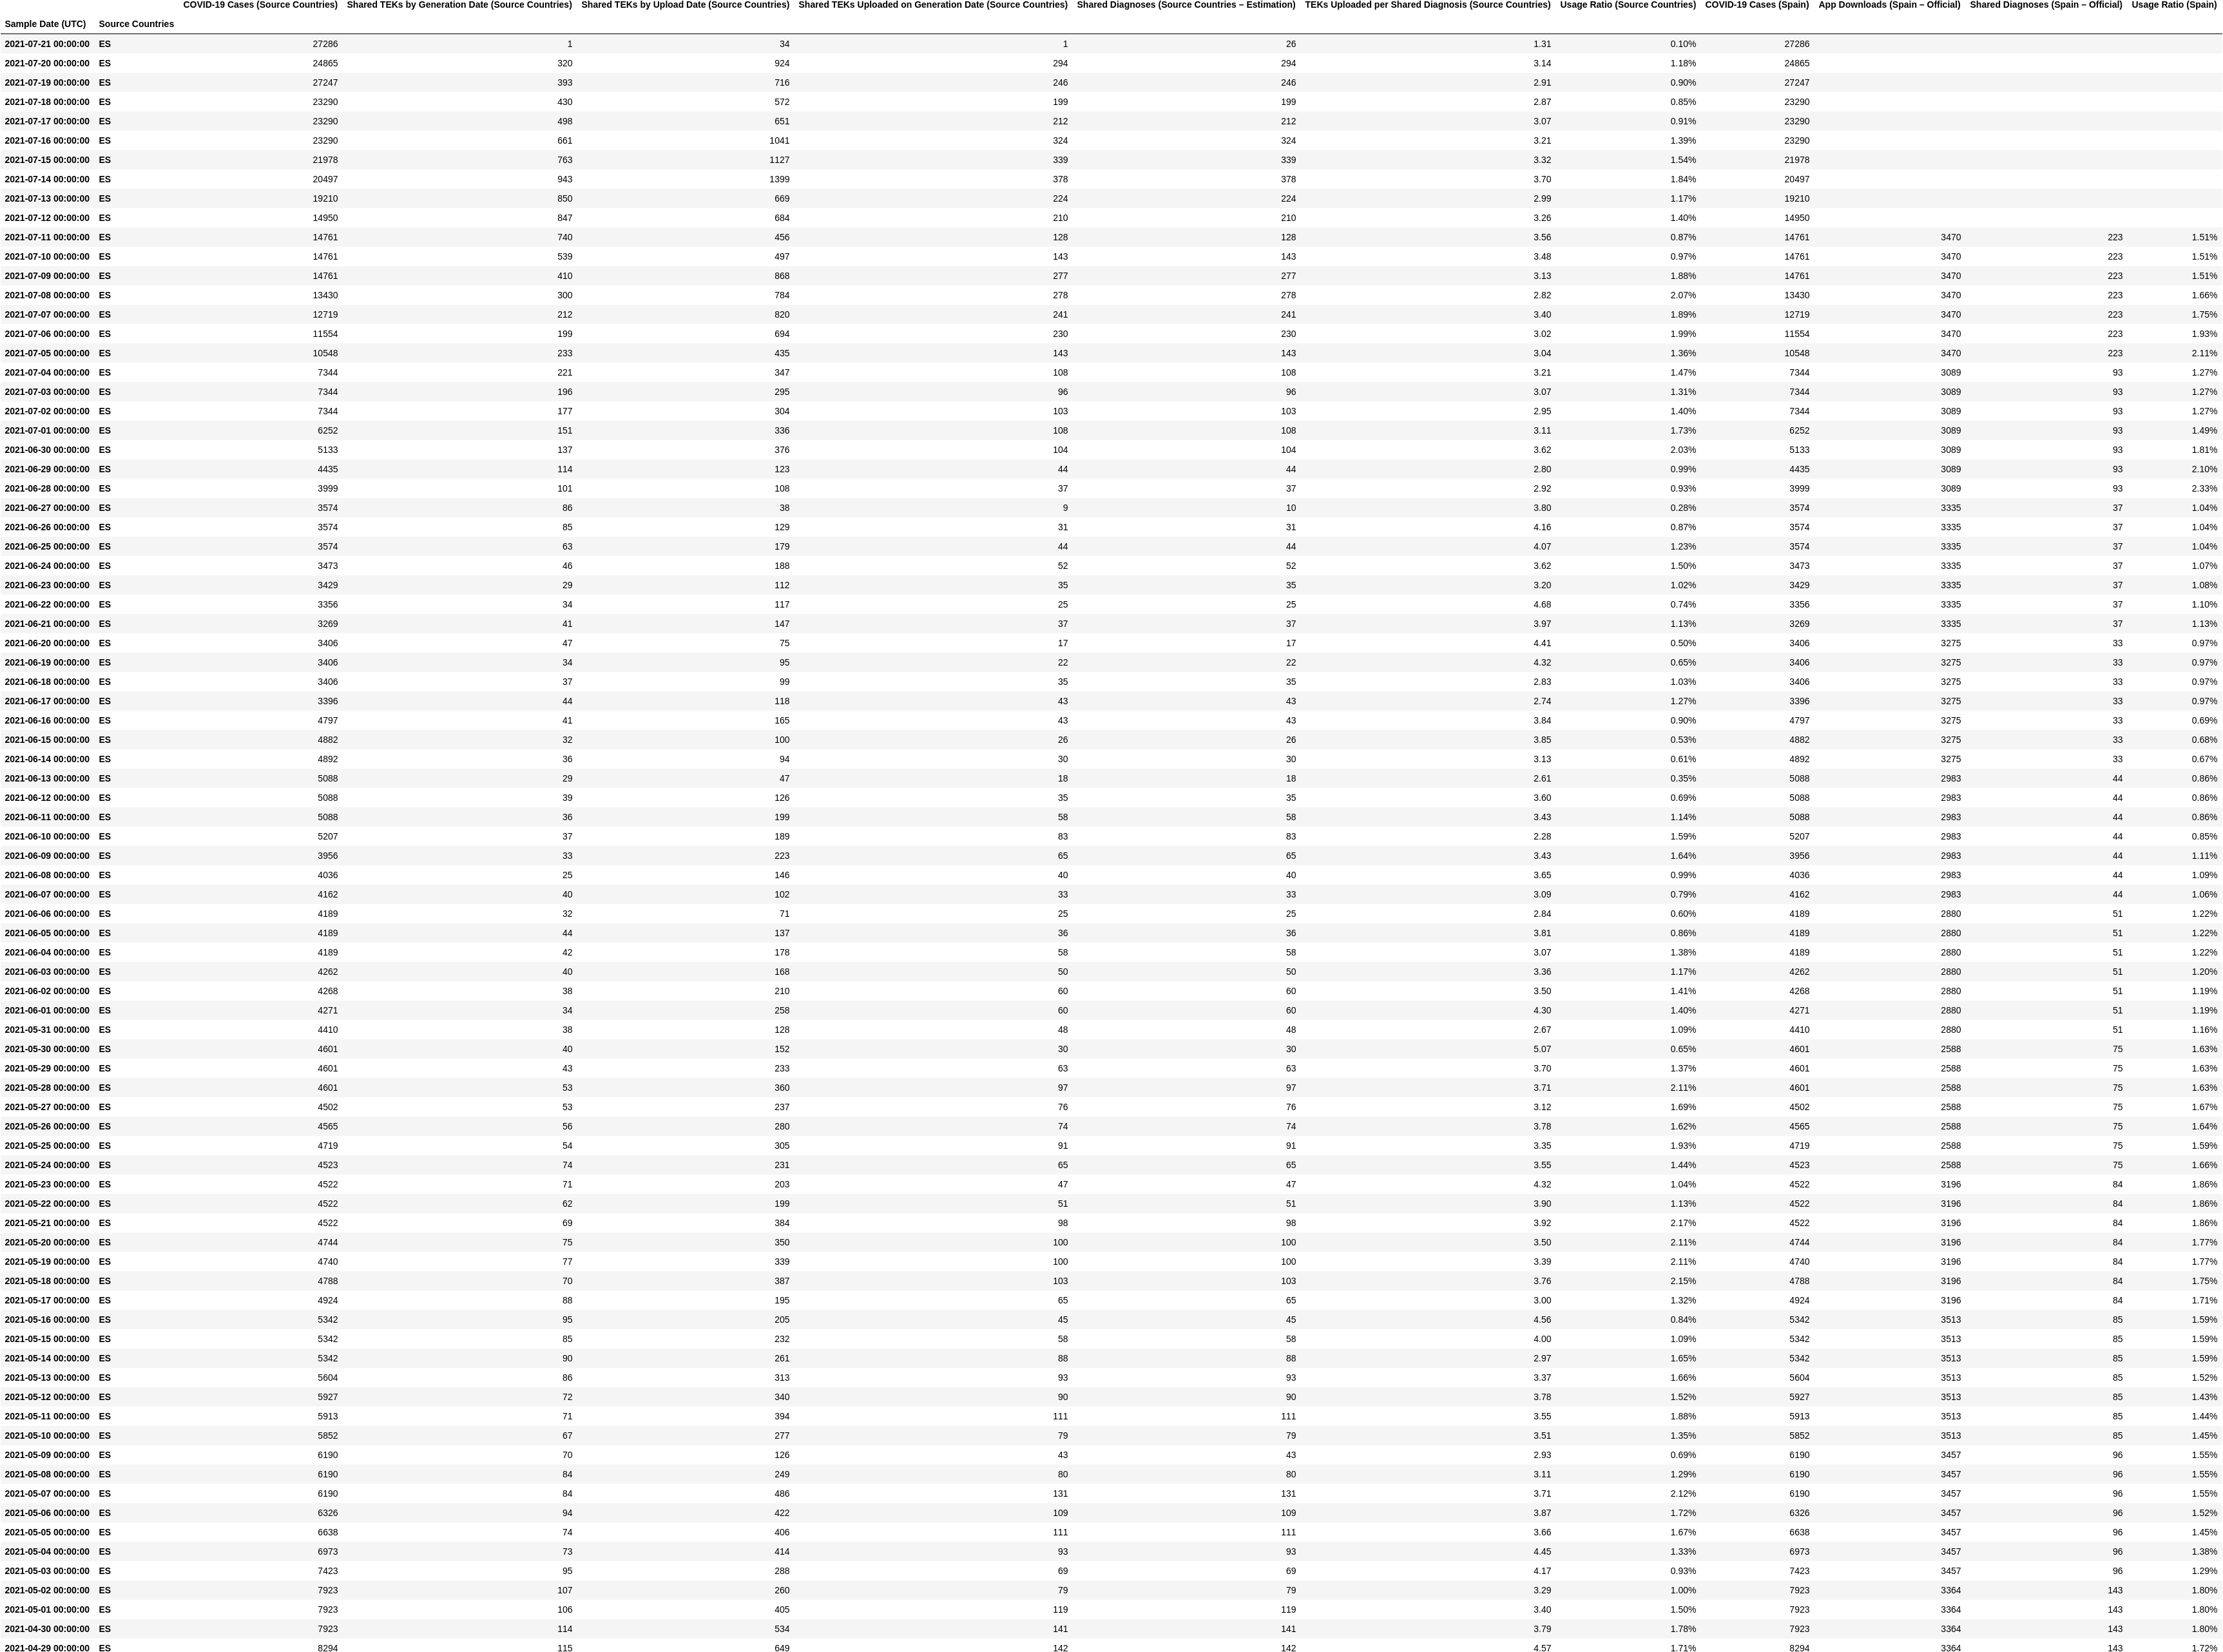 COVID-19 Cases (Source Countries) Shared TEKs by Generation Date (Source Countries) Shared TEKs by Upload Date (Source Countries) Shared TEKs Uploaded on Generation Date (Source Countries) Shared Diagnoses (Source Countries – Estimation) TEKs Uploaded per Shared Diagnosis (Source Countries) Usage Ratio (Source Countries) COVID-19 Cases (Spain) App Downloads (Spain – Official) Shared Diagnoses (Spain – Official) Usage Ratio (Spain)
Sample Date (UTC) Source Countries
2021-07-21 00:00:00 ES 27286 1 34 1 26 1.31 0.10% 27286
2021-07-20 00:00:00 ES 24865 320 924 294 294 3.14 1.18% 24865
2021-07-19 00:00:00 ES 27247 393 716 246 246 2.91 0.90% 27247
2021-07-18 00:00:00 ES 23290 430 572 199 199 2.87 0.85% 23290
2021-07-17 00:00:00 ES 23290 498 651 212 212 3.07 0.91% 23290
2021-07-16 00:00:00 ES 23290 661 1041 324 324 3.21 1.39% 23290
2021-07-15 00:00:00 ES 21978 763 1127 339 339 3.32 1.54% 21978
2021-07-14 00:00:00 ES 20497 943 1399 378 378 3.70 1.84% 20497
2021-07-13 00:00:00 ES 19210 850 669 224 224 2.99 1.17% 19210
2021-07-12 00:00:00 ES 14950 847 684 210 210 3.26 1.40% 14950
2021-07-11 00:00:00 ES 14761 740 456 128 128 3.56 0.87% 14761 3470 223 1.51%
2021-07-10 00:00:00 ES 14761 539 497 143 143 3.48 0.97% 14761 3470 223 1.51%
2021-07-09 00:00:00 ES 14761 410 868 277 277 3.13 1.88% 14761 3470 223 1.51%
2021-07-08 00:00:00 ES 13430 300 784 278 278 2.82 2.07% 13430 3470 223 1.66%
2021-07-07 00:00:00 ES 12719 212 820 241 241 3.40 1.89% 12719 3470 223 1.75%
2021-07-06 00:00:00 ES 11554 199 694 230 230 3.02 1.99% 11554 3470 223 1.93%
2021-07-05 00:00:00 ES 10548 233 435 143 143 3.04 1.36% 10548 3470 223 2.11%
2021-07-04 00:00:00 ES 7344 221 347 108 108 3.21 1.47% 7344 3089 93 1.27%
2021-07-03 00:00:00 ES 7344 196 295 96 96 3.07 1.31% 7344 3089 93 1.27%
2021-07-02 00:00:00 ES 7344 177 304 103 103 2.95 1.40% 7344 3089 93 1.27%
2021-07-01 00:00:00 ES 6252 151 336 108 108 3.11 1.73% 6252 3089 93 1.49%
2021-06-30 00:00:00 ES 5133 137 376 104 104 3.62 2.03% 5133 3089 93 1.81%
2021-06-29 00:00:00 ES 4435 114 123 44 44 2.80 0.99% 4435 3089 93 2.10%
2021-06-28 00:00:00 ES 3999 101 108 37 37 2.92 0.93% 3999 3089 93 2.33%
2021-06-27 00:00:00 ES 3574 86 38 9 10 3.80 0.28% 3574 3335 37 1.04%
2021-06-26 00:00:00 ES 3574 85 129 31 31 4.16 0.87% 3574 3335 37 1.04%
2021-06-25 00:00:00 ES 3574 63 179 44 44 4.07 1.23% 3574 3335 37 1.04%
2021-06-24 00:00:00 ES 3473 46 188 52 52 3.62 1.50% 3473 3335 37 1.07%
2021-06-23 00:00:00 ES 3429 29 112 35 35 3.20 1.02% 3429 3335 37 1.08%
2021-06-22 00:00:00 ES 3356 34 117 25 25 4.68 0.74% 3356 3335 37 1.10%
2021-06-21 00:00:00 ES 3269 41 147 37 37 3.97 1.13% 3269 3335 37 1.13%
2021-06-20 00:00:00 ES 3406 47 75 17 17 4.41 0.50% 3406 3275 33 0.97%
2021-06-19 00:00:00 ES 3406 34 95 22 22 4.32 0.65% 3406 3275 33 0.97%
2021-06-18 00:00:00 ES 3406 37 99 35 35 2.83 1.03% 3406 3275 33 0.97%
2021-06-17 00:00:00 ES 3396 44 118 43 43 2.74 1.27% 3396 3275 33 0.97%
2021-06-16 00:00:00 ES 4797 41 165 43 43 3.84 0.90% 4797 3275 33 0.69%
2021-06-15 00:00:00 ES 4882 32 100 26 26 3.85 0.53% 4882 3275 33 0.68%
2021-06-14 00:00:00 ES 4892 36 94 30 30 3.13 0.61% 4892 3275 33 0.67%
2021-06-13 00:00:00 ES 5088 29 47 18 18 2.61 0.35% 5088 2983 44 0.86%
2021-06-12 00:00:00 ES 5088 39 126 35 35 3.60 0.69% 5088 2983 44 0.86%
2021-06-11 00:00:00 ES 5088 36 199 58 58 3.43 1.14% 5088 2983 44 0.86%
2021-06-10 00:00:00 ES 5207 37 189 83 83 2.28 1.59% 5207 2983 44 0.85%
2021-06-09 00:00:00 ES 3956 33 223 65 65 3.43 1.64% 3956 2983 44 1.11%
2021-06-08 00:00:00 ES 4036 25 146 40 40 3.65 0.99% 4036 2983 44 1.09%
2021-06-07 00:00:00 ES 4162 40 102 33 33 3.09 0.79% 4162 2983 44 1.06%
2021-06-06 00:00:00 ES 4189 32 71 25 25 2.84 0.60% 4189 2880 51 1.22%
2021-06-05 00:00:00 ES 4189 44 137 36 36 3.81 0.86% 4189 2880 51 1.22%
2021-06-04 00:00:00 ES 4189 42 178 58 58 3.07 1.38% 4189 2880 51 1.22%
2021-06-03 00:00:00 ES 4262 40 168 50 50 3.36 1.17% 4262 2880 51 1.20%
2021-06-02 00:00:00 ES 4268 38 210 60 60 3.50 1.41% 4268 2880 51 1.19%
2021-06-01 00:00:00 ES 4271 34 258 60 60 4.30 1.40% 4271 2880 51 1.19%
2021-05-31 00:00:00 ES 4410 38 128 48 48 2.67 1.09% 4410 2880 51 1.16%
2021-05-30 00:00:00 ES 4601 40 152 30 30 5.07 0.65% 4601 2588 75 1.63%
2021-05-29 00:00:00 ES 4601 43 233 63 63 3.70 1.37% 4601 2588 75 1.63%
2021-05-28 00:00:00 ES 4601 53 360 97 97 3.71 2.11% 4601 2588 75 1.63%
2021-05-27 00:00:00 ES 4502 53 237 76 76 3.12 1.69% 4502 2588 75 1.67%
2021-05-26 00:00:00 ES 4565 56 280 74 74 3.78 1.62% 4565 2588 75 1.64%
2021-05-25 00:00:00 ES 4719 54 305 91 91 3.35 1.93% 4719 2588 75 1.59%
2021-05-24 00:00:00 ES 4523 74 231 65 65 3.55 1.44% 4523 2588 75 1.66%
2021-05-23 00:00:00 ES 4522 71 203 47 47 4.32 1.04% 4522 3196 84 1.86%
2021-05-22 00:00:00 ES 4522 62 199 51 51 3.90 1.13% 4522 3196 84 1.86%
2021-05-21 00:00:00 ES 4522 69 384 98 98 3.92 2.17% 4522 3196 84 1.86%
2021-05-20 00:00:00 ES 4744 75 350 100 100 3.50 2.11% 4744 3196 84 1.77%
2021-05-19 00:00:00 ES 4740 77 339 100 100 3.39 2.11% 4740 3196 84 1.77%
2021-05-18 00:00:00 ES 4788 70 387 103 103 3.76 2.15% 4788 3196 84 1.75%
2021-05-17 00:00:00 ES 4924 88 195 65 65 3.00 1.32% 4924 3196 84 1.71%
2021-05-16 00:00:00 ES 5342 95 205 45 45 4.56 0.84% 5342 3513 85 1.59%
2021-05-15 00:00:00 ES 5342 85 232 58 58 4.00 1.09% 5342 3513 85 1.59%
2021-05-14 00:00:00 ES 5342 90 261 88 88 2.97 1.65% 5342 3513 85 1.59%
2021-05-13 00:00:00 ES 5604 86 313 93 93 3.37 1.66% 5604 3513 85 1.52%
2021-05-12 00:00:00 ES 5927 72 340 90 90 3.78 1.52% 5927 3513 85 1.43%
2021-05-11 00:00:00 ES 5913 71 394 111 111 3.55 1.88% 5913 3513 85 1.44%
2021-05-10 00:00:00 ES 5852 67 277 79 79 3.51 1.35% 5852 3513 85 1.45%
2021-05-09 00:00:00 ES 6190 70 126 43 43 2.93 0.69% 6190 3457 96 1.55%
2021-05-08 00:00:00 ES 6190 84 249 80 80 3.11 1.29% 6190 3457 96 1.55%
2021-05-07 00:00:00 ES 6190 84 486 131 131 3.71 2.12% 6190 3457 96 1.55%
2021-05-06 00:00:00 ES 6326 94 422 109 109 3.87 1.72% 6326 3457 96 1.52%
2021-05-05 00:00:00 ES 6638 74 406 111 111 3.66 1.67% 6638 3457 96 1.45%
2021-05-04 00:00:00 ES 6973 73 414 93 93 4.45 1.33% 6973 3457 96 1.38%
2021-05-03 00:00:00 ES 7423 95 288 69 69 4.17 0.93% 7423 3457 96 1.29%
2021-05-02 00:00:00 ES 7923 107 260 79 79 3.29 1.00% 7923 3364 143 1.80%
2021-05-01 00:00:00 ES 7923 106 405 119 119 3.40 1.50% 7923 3364 143 1.80%
2021-04-30 00:00:00 ES 7923 114 534 141 141 3.79 1.78% 7923 3364 143 1.80%
2021-04-29 00:00:00 ES 8294 115 649 142 142 4.57 1.71% 8294 3364 143 1.72%